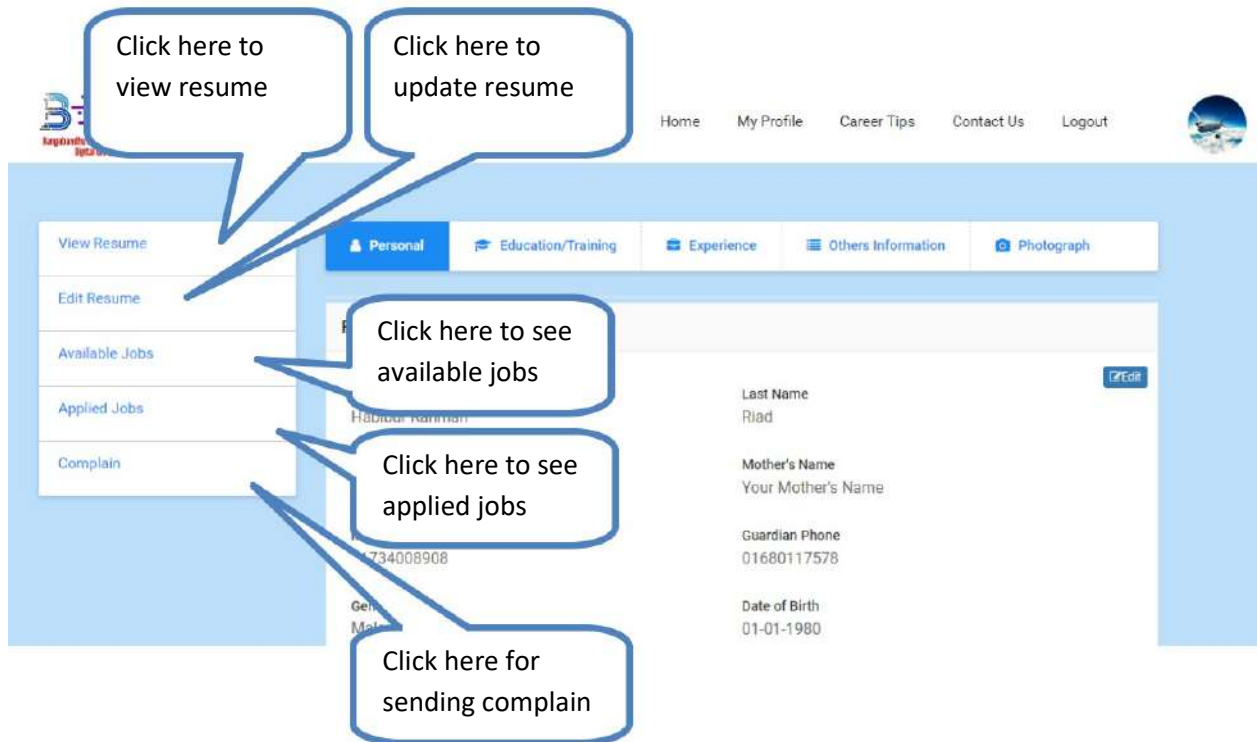 Click here to
view resume
Click here to
update resume
Home My Profile Career Tips Contact Us Logout
View Resume
Edit Resume
Available Jobs
Applied Jobs
Complain
Personal Education/Training Experience Others Information Photograph
Click here to see
available jobs
Edit
Last Name
Habibur Rahman Riad
Click here to see
applied jobs
Mother's Name
Your Mother's Name
Guardian Phone
1734008908 01680117578
Date of Birth
01-01-1980
Click here for
sending complain